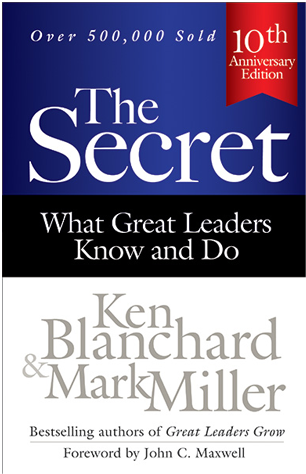 Over 500,000 Sold
10th
Anniversary
Edition
The
Secret
What Great Leaders
Know and Do
Ken
Blanchard
& Mark
Miller
Bestselling authors of Great Leaders Grow
Foreword by John C. Maxwell